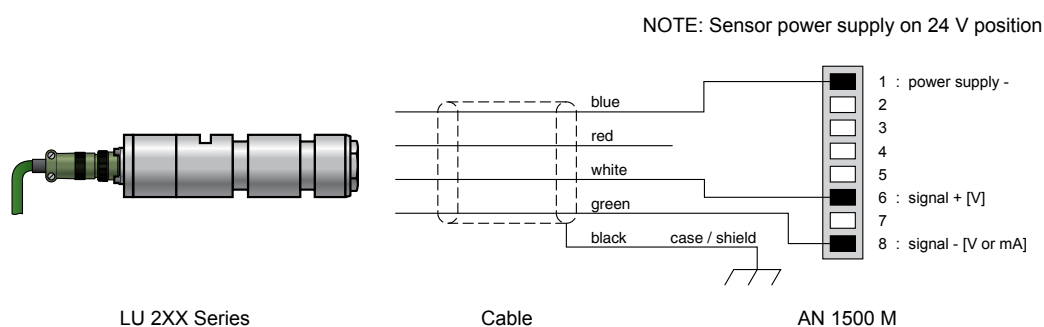 NOTE: Sensor power supply on 24 V position
1 : power supply -
blue
2
3
red
4
white
5
6 : signal + [V]
green
7
black case / shield
8 : signal - [V or mA]
LU 2XX Series Cable AN 1500 M